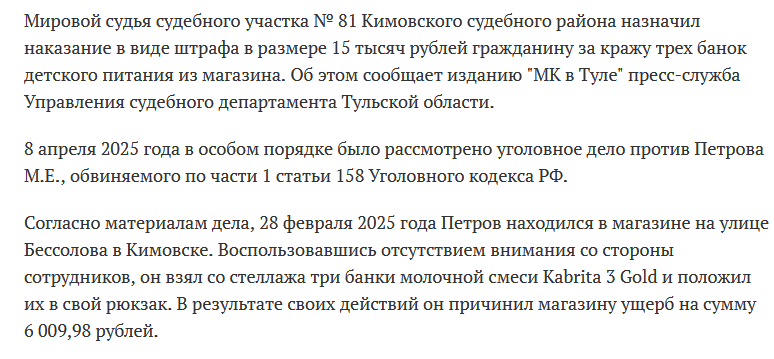 Мировой судья судебного участка № 81 Кимовского судебного района назначил
наказание в виде штрафа в размере 15 тысяч рублей гражданину за кражу трех банок
детского питания из магазина. Об этом сообщает изданию "МК в Туле" пресс-служба
Управления судебного департамента Тульской области.
8 апреля 2025 года в особом порядке было рассмотрено уголовное дело против Петрова
М.Е., обвиняемого по части 1 статьи 158 Уголовного кодекса РФ.
Согласно материалам дела, 28 февраля 2025 года Петров находился в магазине на улице
Бессолова в Кимовске. Воспользовавшись отсутствием внимания со стороны
сотрудников, он взял со стеллажа три банки молочной смеси Kabrita 3 Gold и положил
их в свой рюкзак. В результате своих действий он причинил магазину ущерб на сумму
6 009,98 рублей.